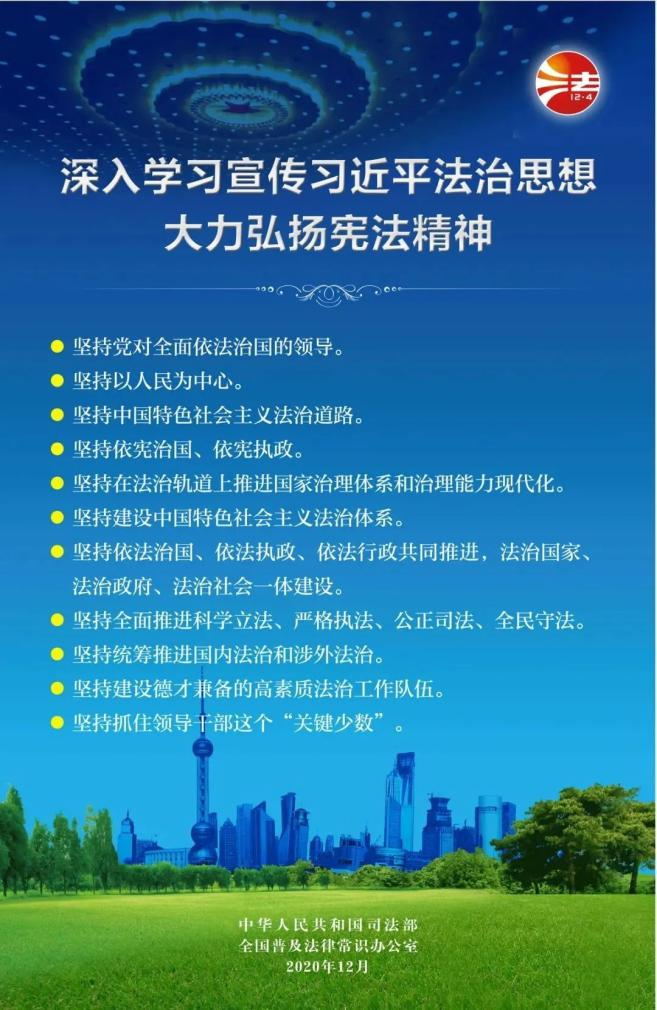 法
12·4
深入学习宣传习近平法治思想
大力弘扬宪法精神
坚持党对全面依法治国的领导。
坚持以人民为中心。
坚持中国特色社会主义法治道路。
坚持依宪治国、依宪执政。
坚持在法治轨道上推进国家治理体系和治理能力现代化。
坚持建设中国特色社会主义法治体系。
坚持依法治国、依法执政、依法行政共同推进，法治国家、
法治政府、法治社会一体建设。
坚持全面推进科学立法、严格执法、公正司法、全民守法。
坚持统筹推进国内法治和涉外法治。
坚持建设德才兼备的高素质法治工作队伍。
坚持抓住领导干部这个“关键少数”。
中华人民共和国司法部
全国普及法律常识办公室
2020年12月